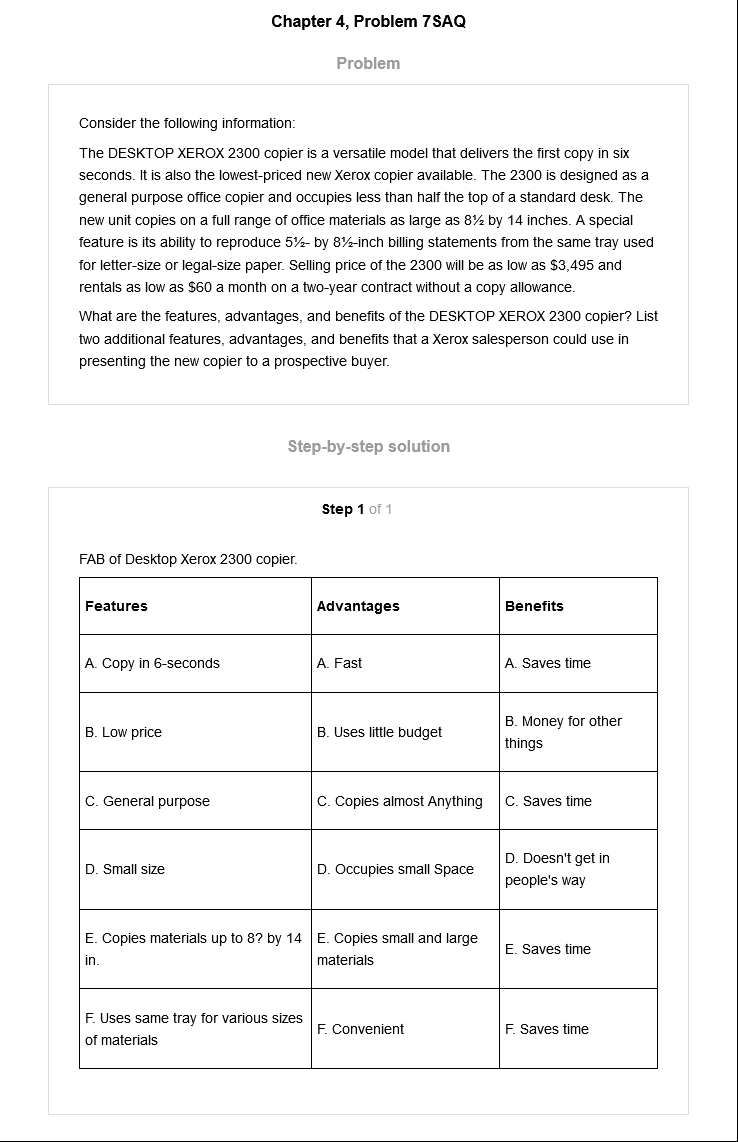 Chapter 4, Problem 7SAQ
Problem
Consider the following information:
The DESKTOP XEROX 2300 copier is a versatile model that delivers the first copy in six
seconds. It is also the lowest-priced new Xerox copier available. The 2300 is designed as a
general purpose office copier and occupies less than half the top of a standard desk. The
new unit copies on a full range of office materials as large as 8½ by 14 inches. A special
feature is its ability to reproduce 5½- by 8½-inch billing statements from the same tray used
for letter-size or legal-size paper. Selling price of the 2300 will be as low as $3,495 and
rentals as low as $60 a month on a two-year contract without a copy allowance.
What are the features, advantages, and benefits of the DESKTOP XEROX 2300 copier? List
two additional features, advantages, and benefits that a Xerox salesperson could use in
presenting the new copier to a prospective buyer.
Step-by-step solution
Step 1 of 1
FAB of Desktop Xerox 2300 copier.
Features Advantages Benefits
A. Copy in 6-seconds A. Fast A. Saves time
B. Low price B. Uses little budget B. Money for other
things
C. General purpose C. Copies almost Anything C. Saves time
D. Small size D. Occupies small Space D. Doesn't get in
people's way
E. Copies materials up to 8? by 14
in.
E. Copies small and large
materials
E. Saves time
F. Uses same tray for various sizes
of materials
F. Convenient F. Saves time